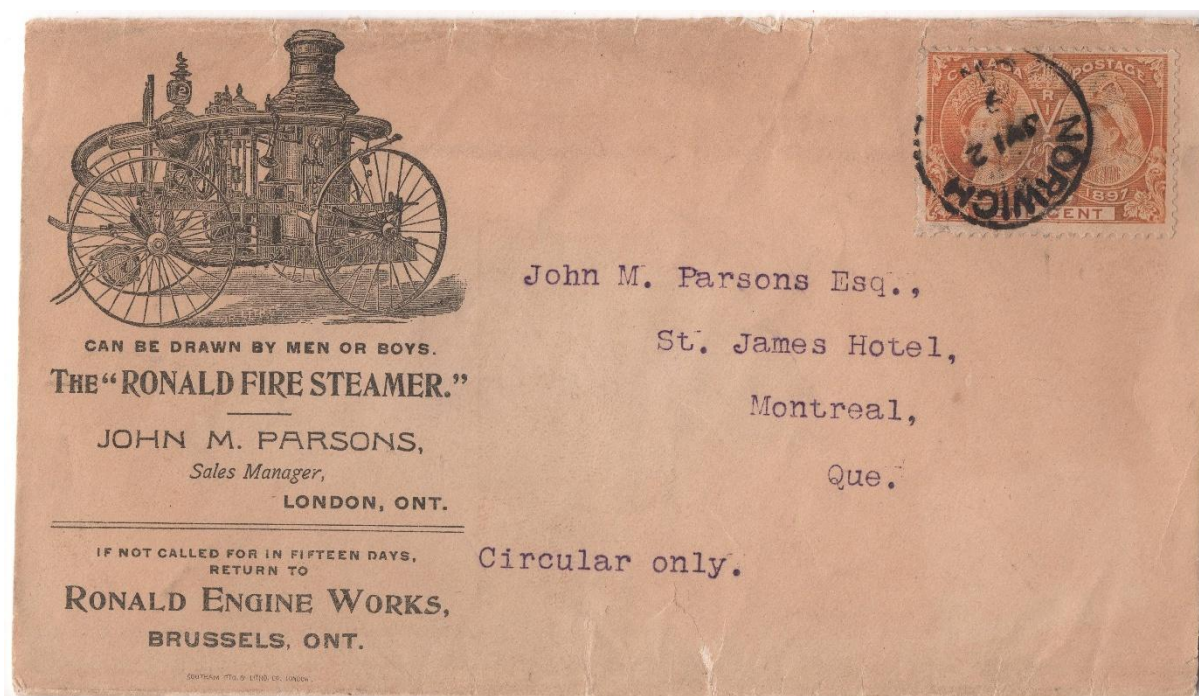 CANADA POSTAGE
V R
1897
CENT
NORWICH
CAN BE DRAWN BY MEN OR BOYS.
THE "RONALD FIRE STEAMER."
JOHN M. PARSONS,
Sales Manager,
LONDON, ONT.
IF NOT CALLED FOR IN FIFTEEN DAYS,
RETURN TO
RONALD ENGINE WORKS,
BRUSSELS, ONT.
John M. Parsons Esq.,
St. James Hotel,
Montreal,
Que.
Circular only.